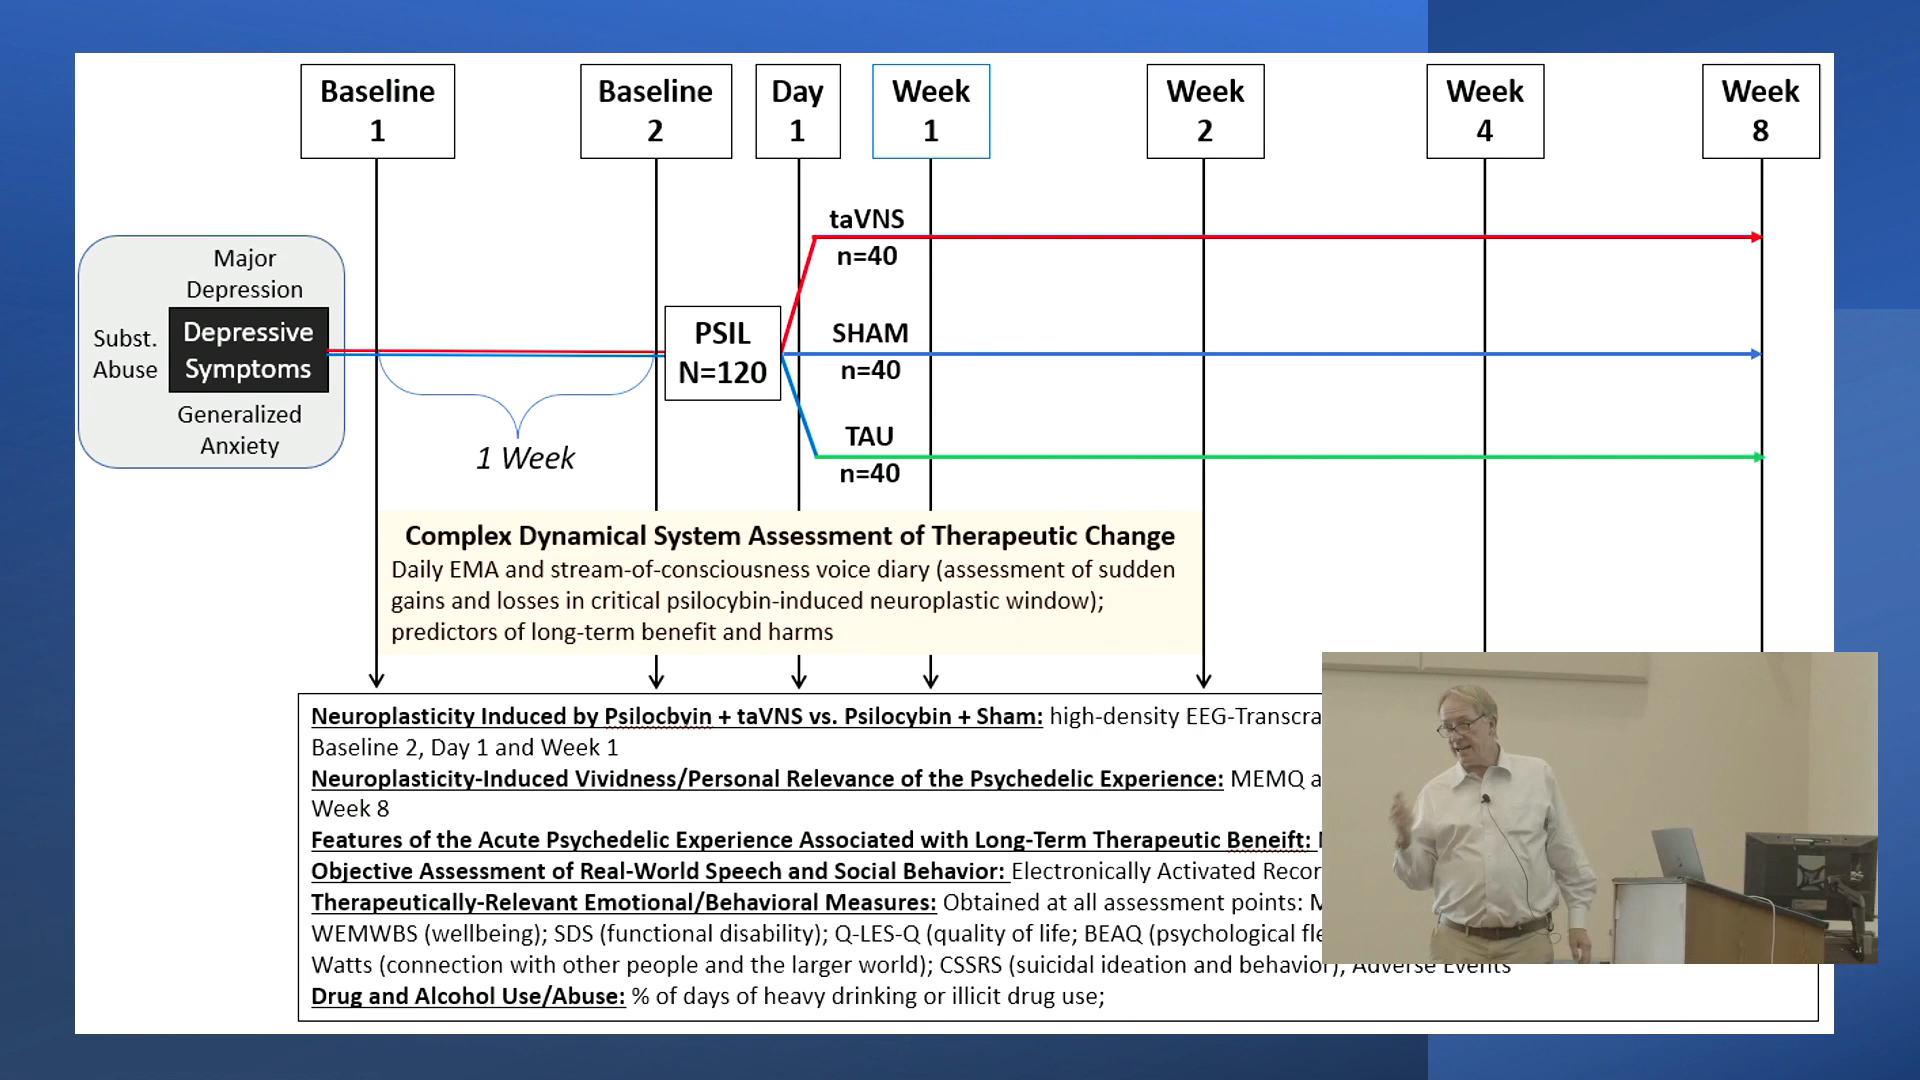 Baseline
1
Baseline
2
Day
1
Week
1
Week
2
Week
4
Week
8
taVNS
n=40
Major
Depression
Subst.
Abuse
Depressive
Symptoms
Generalized
Anxiety
PSIL
N=120
SHAM
n=40
TAU
n=40
1 Week
Complex Dynamical System Assessment of Therapeutic Change
Daily EMA and stream-of-consciousness voice diary (assessment of sudden
gains and losses in critical psilocybin-induced neuroplastic window);
predictors of long-term benefit and harms
Neuroplasticity Induced by Psilocbyin + taVNS vs. Psilocybin + Sham: high-density EEG-Transcra
Baseline 2, Day 1 and Week 1
Neuroplasticity-Induced Vividness/Personal Relevance of the Psychedelic Experience: MEMQ a
Week 8
Features of the Acute Psychedelic Experience Associated with Long-Term Therapeutic Beneift:
Objective Assessment of Real-World Speech and Social Behavior: Electronically Activated Recor
Therapeutically-Relevant Emotional/Behavioral Measures: Obtained at all assessment points:
WEMWBS (wellbeing); SDS (functional disability); Q-LES-Q (quality of life; BEAQ (psychological fle
Watts (connection with other people and the larger world); CSSRS (suicidal ideation and behavior), Adverse Events
Drug and Alcohol Use/Abuse: % of days of heavy drinking or illicit drug use;